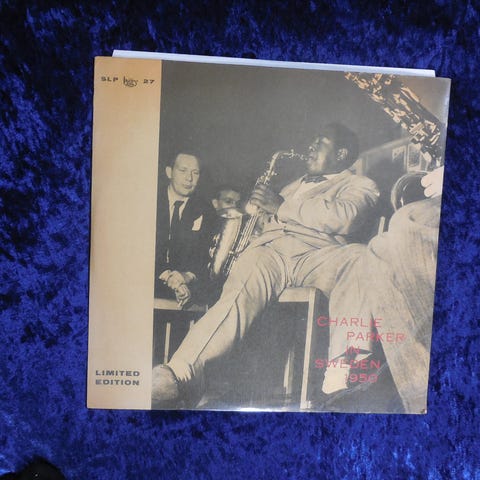 SLP 27
CHARLIE
PARKER
IN
SWEDEN
1950
LIMITED
EDITION